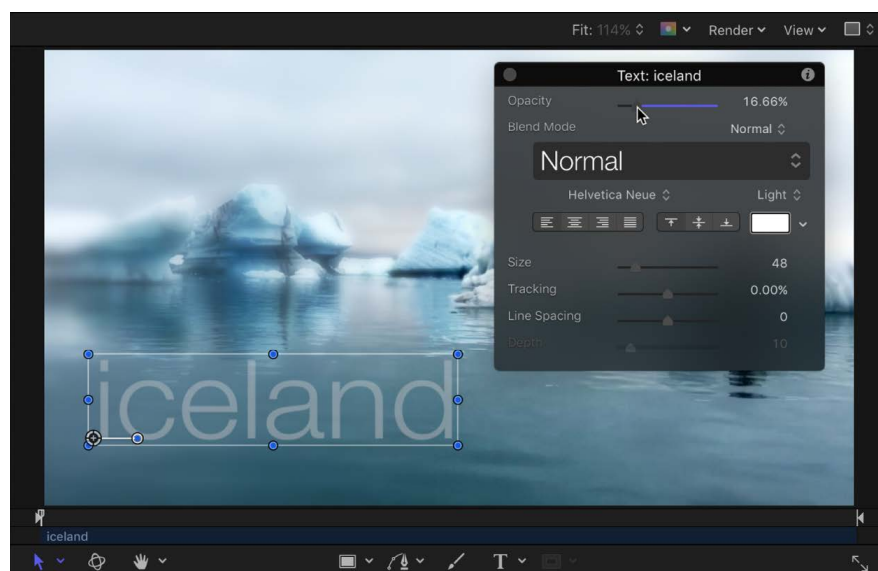 Fit: 114% Render View
Text: iceland
Opacity 16.66%
Blend Mode Normal
Normal
Helvetica Neue Light
Size 48
Tracking 0.00%
Line Spacing 0
Depth 10
iceland
iceland
T